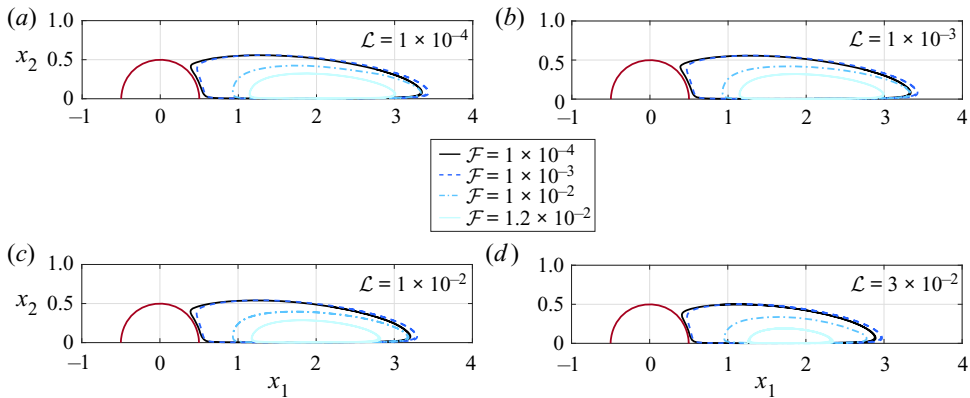 (a)
1.0
x₂ 0.5
0
−1 0 1 2 3 4
ℒ = 1 × 10⁻⁴
(b)
1.0
0.5
0
−1 0 1 2 3 4
ℒ = 1 × 10⁻³
ℱ = 1 × 10⁻⁴
ℱ = 1 × 10⁻³
ℱ = 1 × 10⁻²
ℱ = 1.2 × 10⁻²
(c)
1.0
x₂ 0.5
0
−1 0 1 2 3 4
x₁
ℒ = 1 × 10⁻²
(d)
1.0
0.5
0
−1 0 1 2 3 4
x₁
ℒ = 3 × 10⁻²